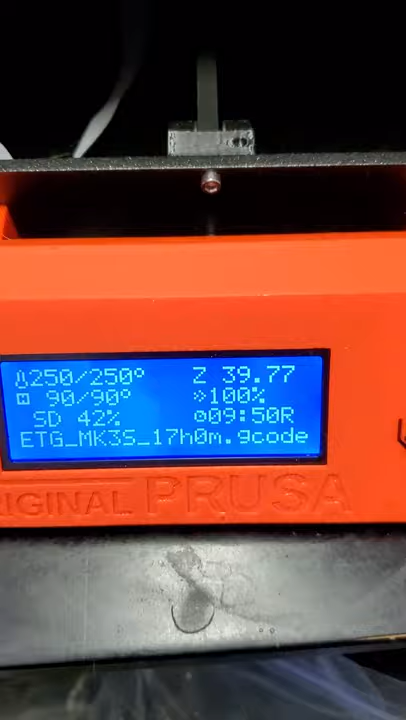 250/250° Z 39.77
90/90° 100%
SD 42% 09:50R
ETG_MK3S_17h0m.gcode
ORIGINAL PRUSA